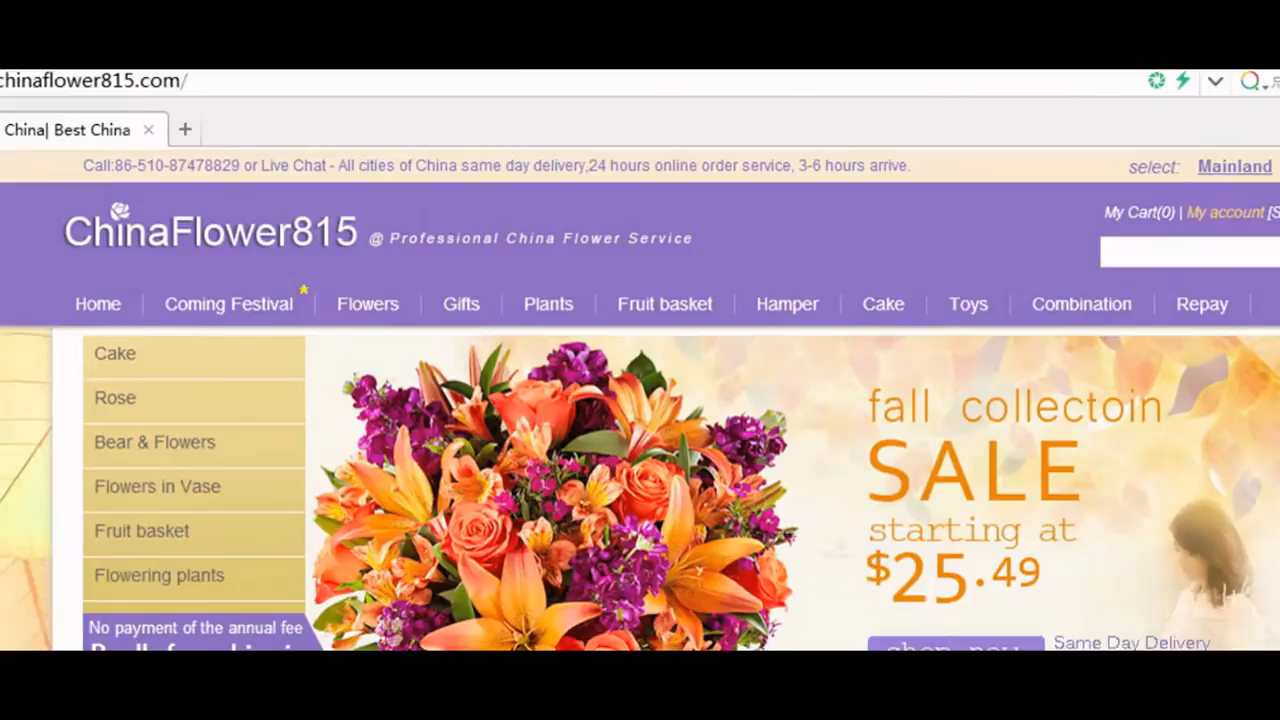 chinaflower815.com/
China| Best China
Call:86-510-87478829 or Live Chat - All cities of China same day delivery,24 hours online order service, 3-6 hours arrive.
select: Mainland
My Cart(0) | My account [S
ChinaFlower815 @ Professional China Flower Service
Home Coming Festival * Flowers Gifts Plants Fruit basket Hamper Cake Toys Combination Repay
Cake
Rose
Bear & Flowers
Flowers in Vase
Fruit basket
Flowering plants
No payment of the annual fee
fall collectoin
SALE
starting at
$25.49
shop now
Same Day Delivery